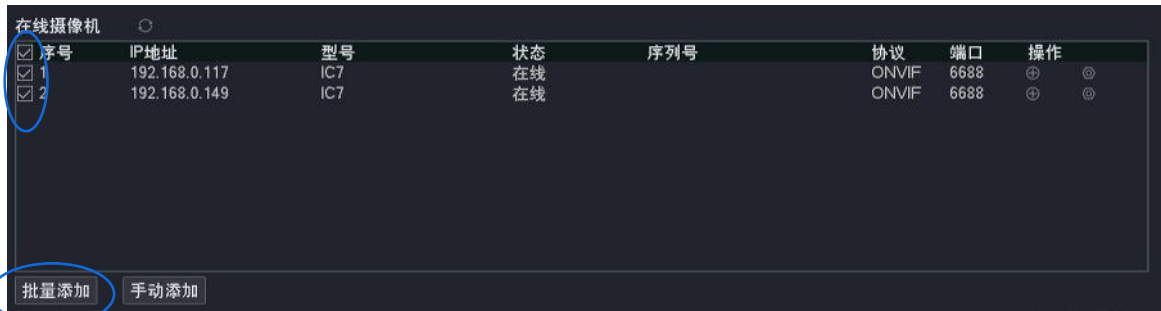 在线摄像机
序号 IP地址 型号 状态 序列号 协议 端口 操作
1 192.168.0.117 IC7 在线 ONVIF 6688
2 192.168.0.149 IC7 在线 ONVIF 6688
批量添加 手动添加